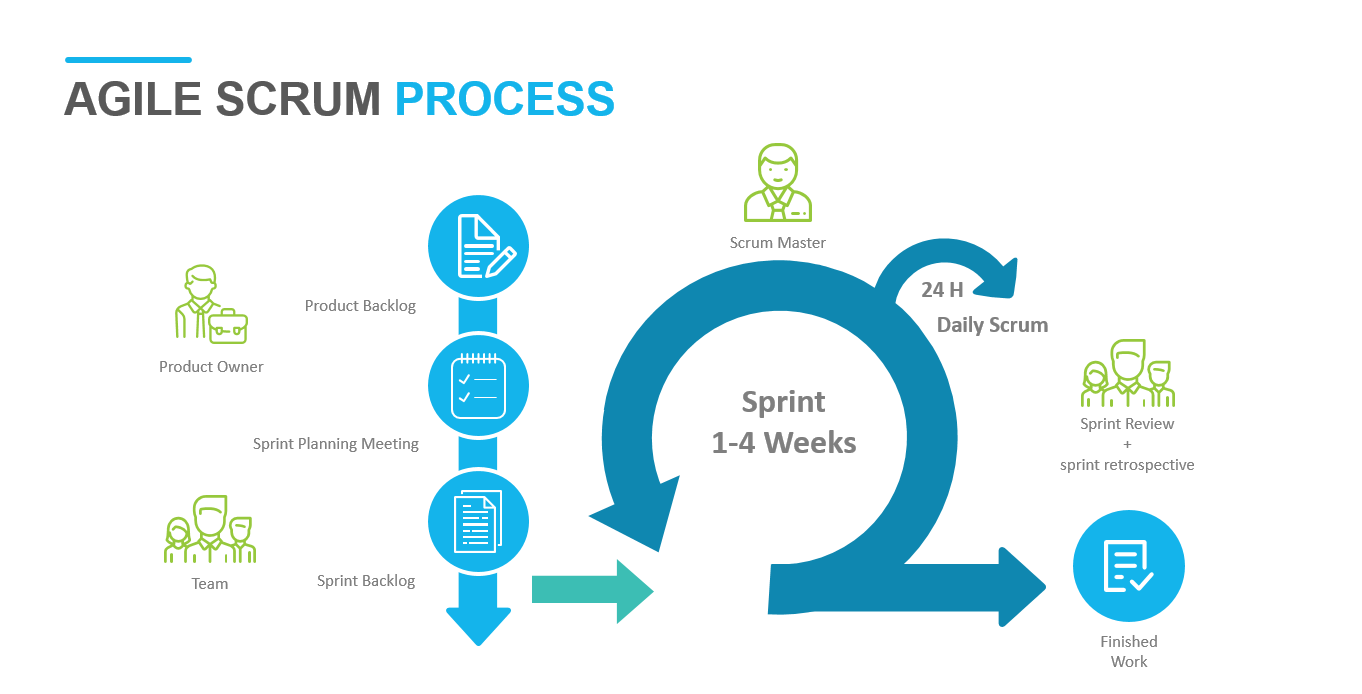 AGILE SCRUM PROCESS
Scrum Master
24 H
Daily Scrum
Product Backlog
Product Owner
Sprint
1-4 Weeks
Sprint Planning Meeting
Sprint Review
+
sprint retrospective
Team
Sprint Backlog
Finished
Work